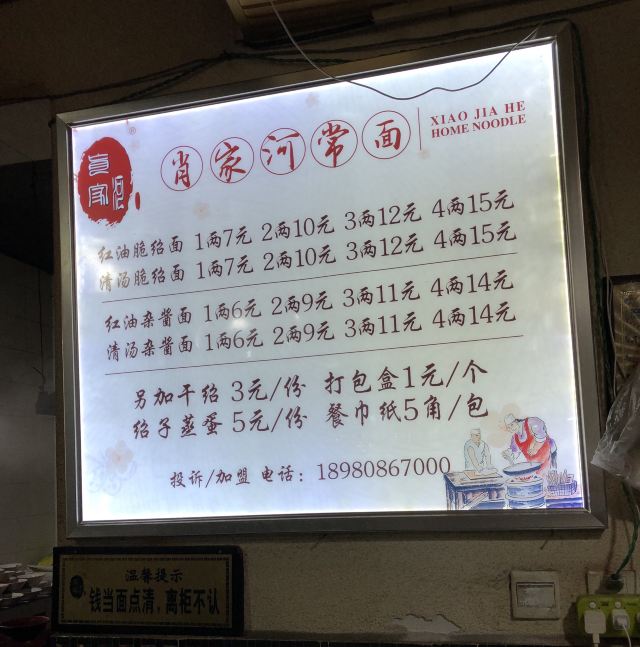 肖家河
肖家河常面
XIAO JIA HE
HOME NOODLE
红油脆绍面 1两7元 2两10元 3两12元 4两15元
清汤脆绍面 1两7元 2两10元 3两12元 4两15元
红油杂酱面 1两6元 2两9元 3两11元 4两14元
清汤杂酱面 1两6元 2两9元 3两11元 4两14元
另加干绍 3元/份 打包盒1元/个
绍子蒸蛋 5元/份 餐巾纸5角/包
投诉/加盟 电话：18980867000
温馨提示
钱当面点清，离柜不认